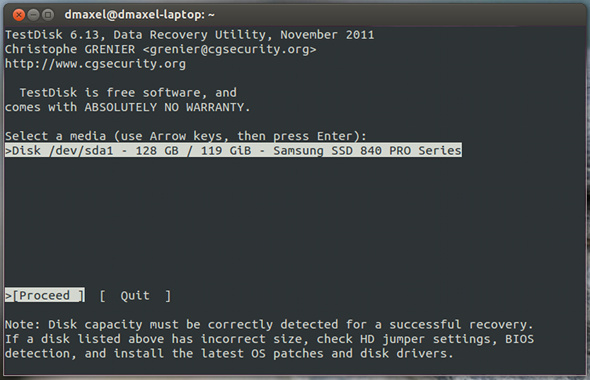 dmaxel@dmaxel-laptop: ~
TestDisk 6.13, Data Recovery Utility, November 2011
Christophe GRENIER <grenier@cgsecurity.org>
http://www.cgsecurity.org
TestDisk is free software, and
comes with ABSOLUTELY NO WARRANTY.
Select a media (use Arrow keys, then press Enter):
>Disk /dev/sda1 - 128 GB / 119 GiB - Samsung SSD 840 PRO Series
>[Proceed ]  [  Quit  ]
Note: Disk capacity must be correctly detected for a successful recovery.
If a disk listed above has incorrect size, check HD jumper settings, BIOS
detection, and install the latest OS patches and disk drivers.